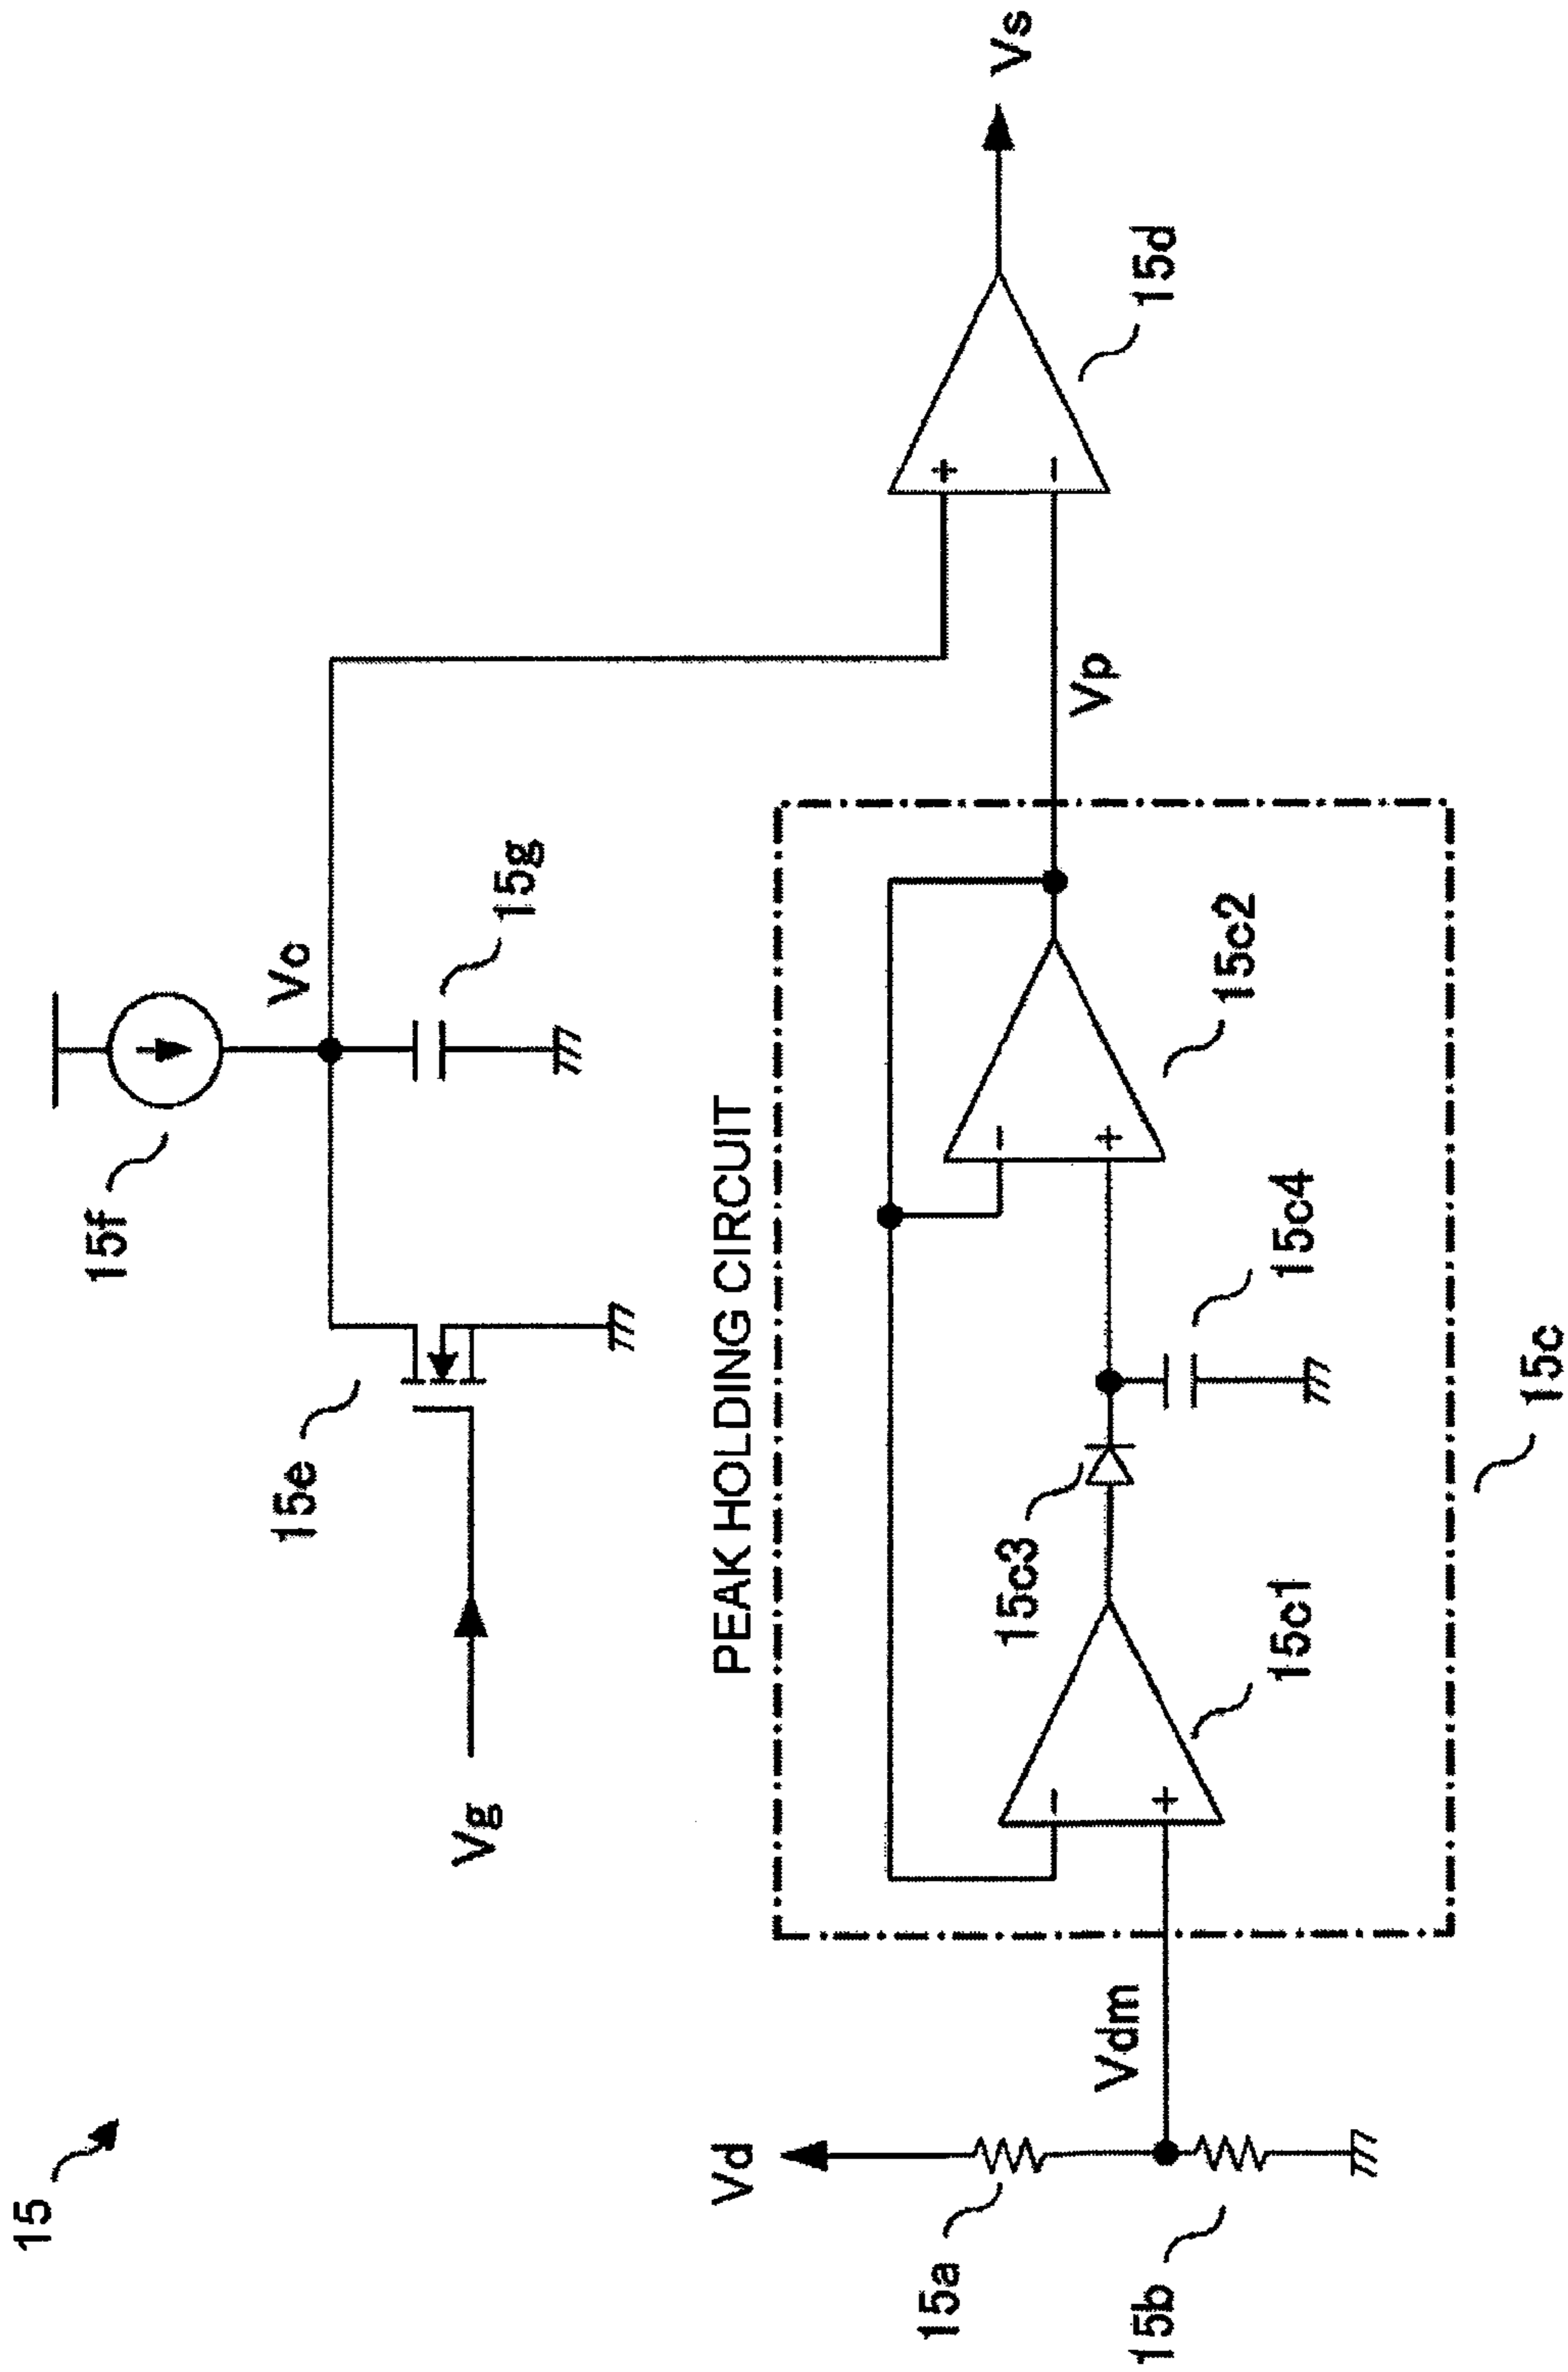 15
15f
Vc
15g
15e
Vg
Vs
15d
Vp
PEAK HOLDING CIRCUIT
15c2
15c4
15c3
15c1
15c
Vdm
Vd
15a
15b